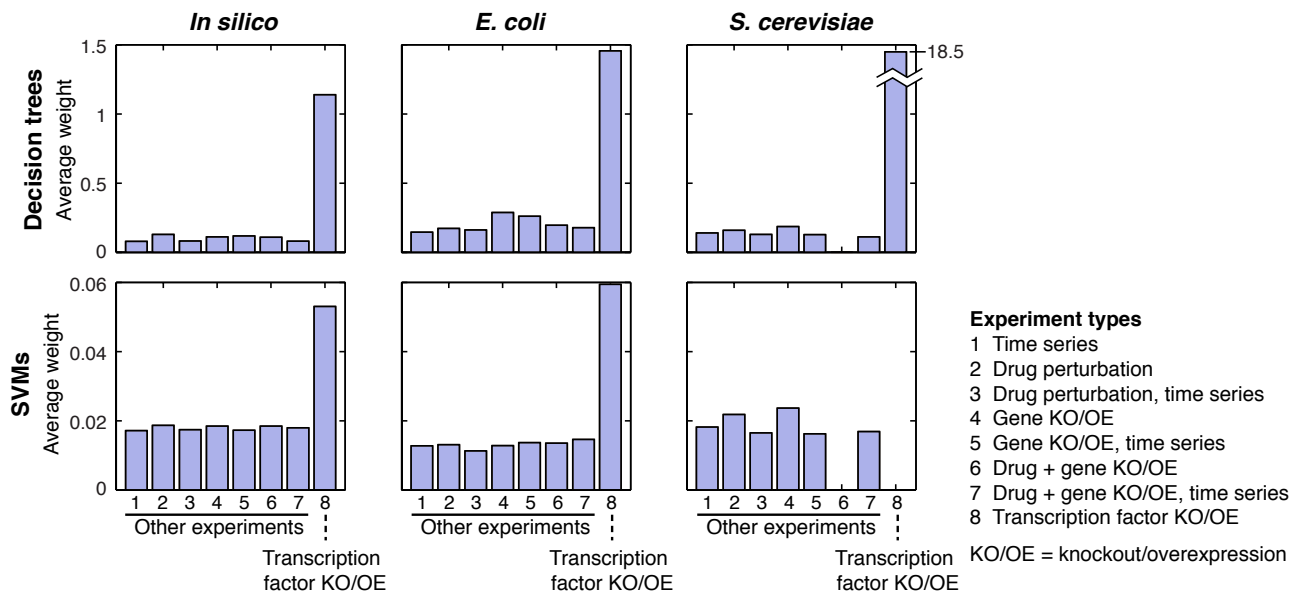 In silico
E. coli
S. cerevisiae
Decision trees
Average weight
1.5
1
0.5
0
18.5
SVMs
Average weight
0.06
0.04
0.02
0
1 2 3 4 5 6 7 8
Other experiments
Transcription
factor KO/OE
1 2 3 4 5 6 7 8
Other experiments
Transcription
factor KO/OE
1 2 3 4 5 6 7 8
Other experiments
Transcription
factor KO/OE
Experiment types
1 Time series
2 Drug perturbation
3 Drug perturbation, time series
4 Gene KO/OE
5 Gene KO/OE, time series
6 Drug + gene KO/OE
7 Drug + gene KO/OE, time series
8 Transcription factor KO/OE
KO/OE = knockout/overexpression